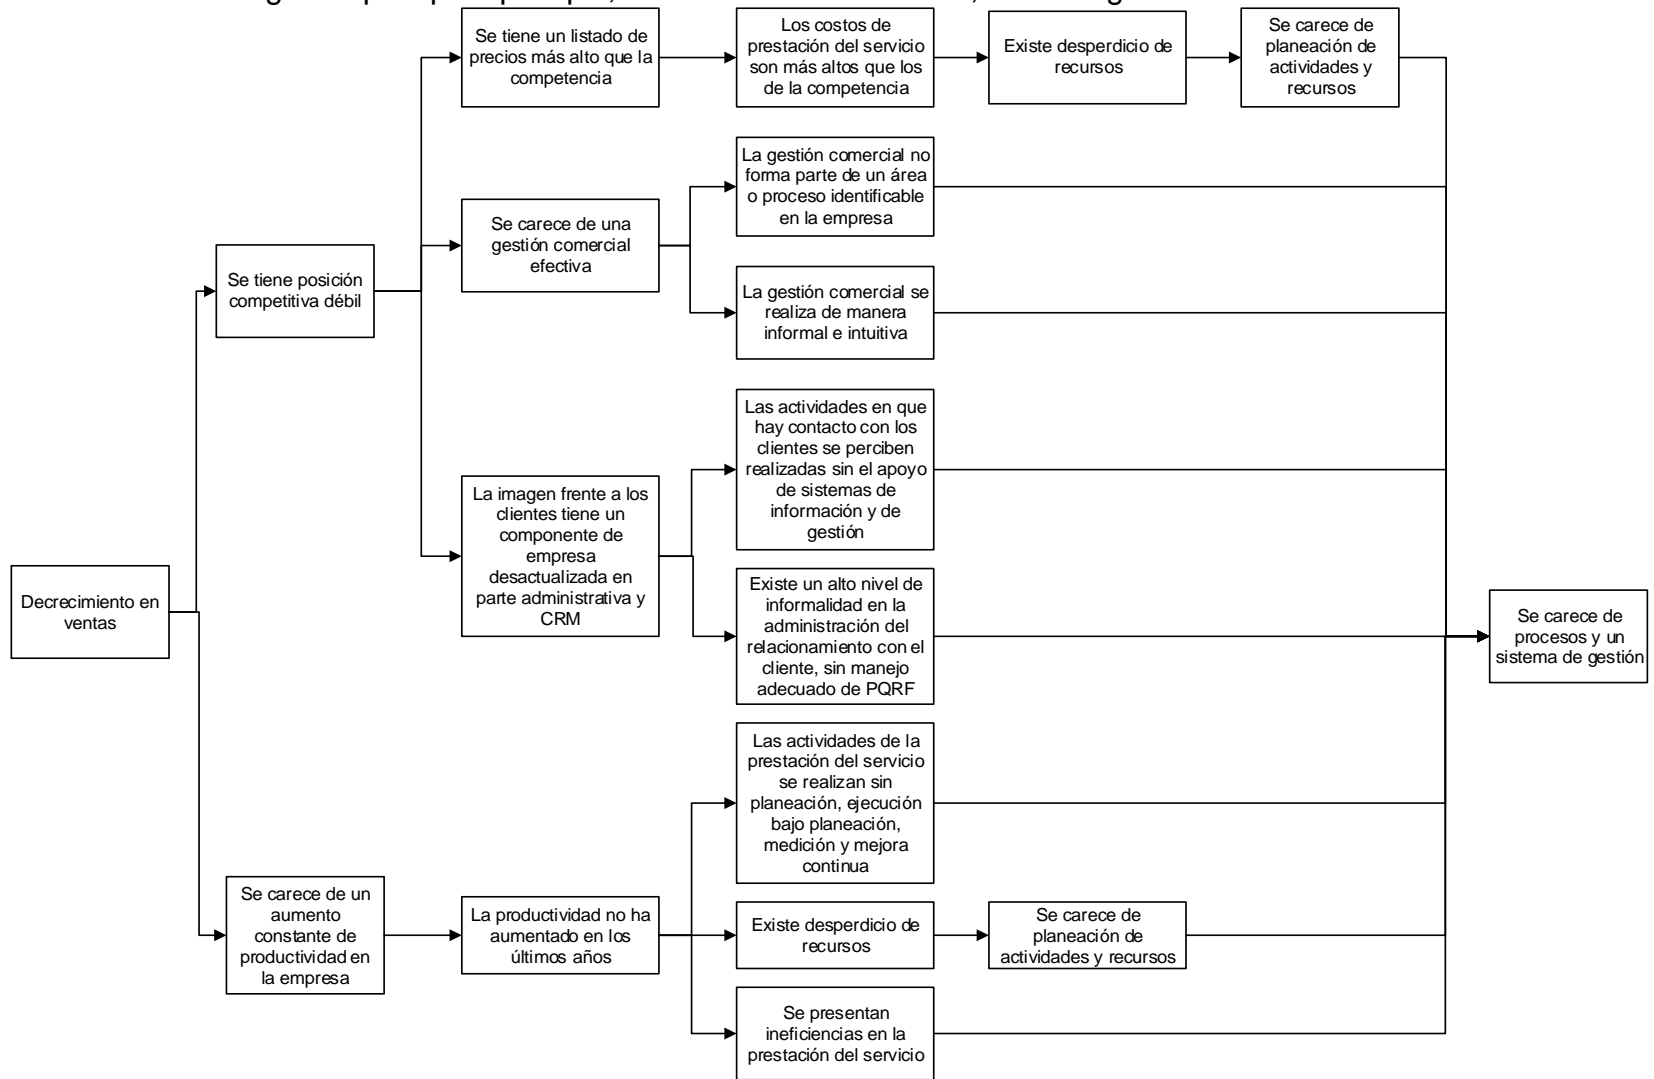 Se tiene un listado de
precios más alto que la
competencia
Los costos de
prestación del servicio
son más altos que los
de la competencia
Existe desperdicio de
recursos
Se carece de
planeación de
actividades y
recursos
La gestión comercial no
forma parte de un área
o proceso identificable
en la empresa
Se carece de una
gestión comercial
efectiva
Se tiene posición
competitiva débil
La gestión comercial se
realiza de manera
informal e intuitiva
Las actividades en que
hay contacto con los
clientes se perciben
realizadas sin el apoyo
de sistemas de
información y de
gestión
La imagen frente a los
clientes tiene un
componente de
empresa
desactualizada en
parte administrativa y
CRM
Decrecimiento en
ventas
Existe un alto nivel de
informalidad en la
administración del
relacionamiento con el
cliente, sin manejo
adecuado de PQRF
Se carece de
procesos y un
sistema de gestión
Las actividades de la
prestación del servicio
se realizan sin
planeación, ejecución
bajo planeación,
medición y mejora
continua
Se carece de un
aumento
constante de
productividad en
la empresa
La productividad no ha
aumentado en los
últimos años
Existe desperdicio de
recursos
Se carece de
planeación de
actividades y recursos
Se presentan
ineficiencias en la
prestación del servicio